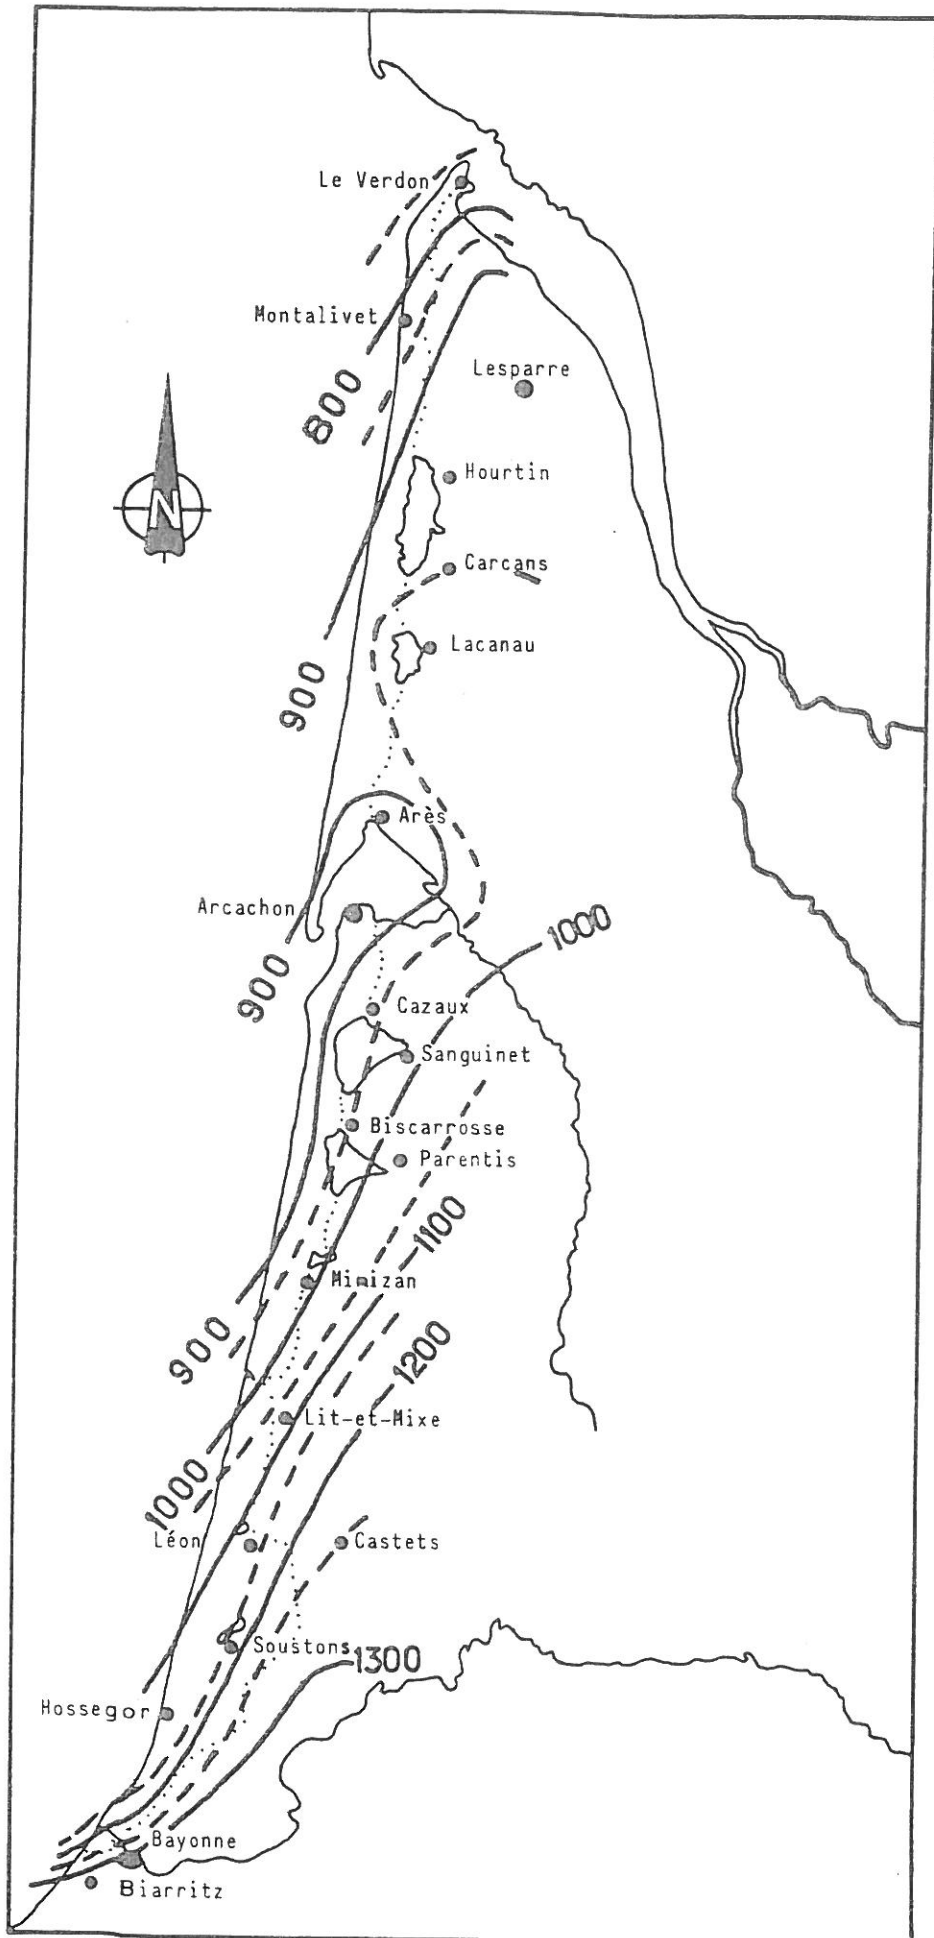 Le Verdon
Montalivet
Lesparre
800
N
Hourtin
Carcans
Lacanau
900
Arès
Arcachon
1000
900
Cazaux
Sanguinet
Biscarrosse
Parentis
1100
Mimizan
900
1200
Lit-et-Mixe
1000
Léon
Castets
Soustons
1300
Hossegor
Bayonne
Biarritz